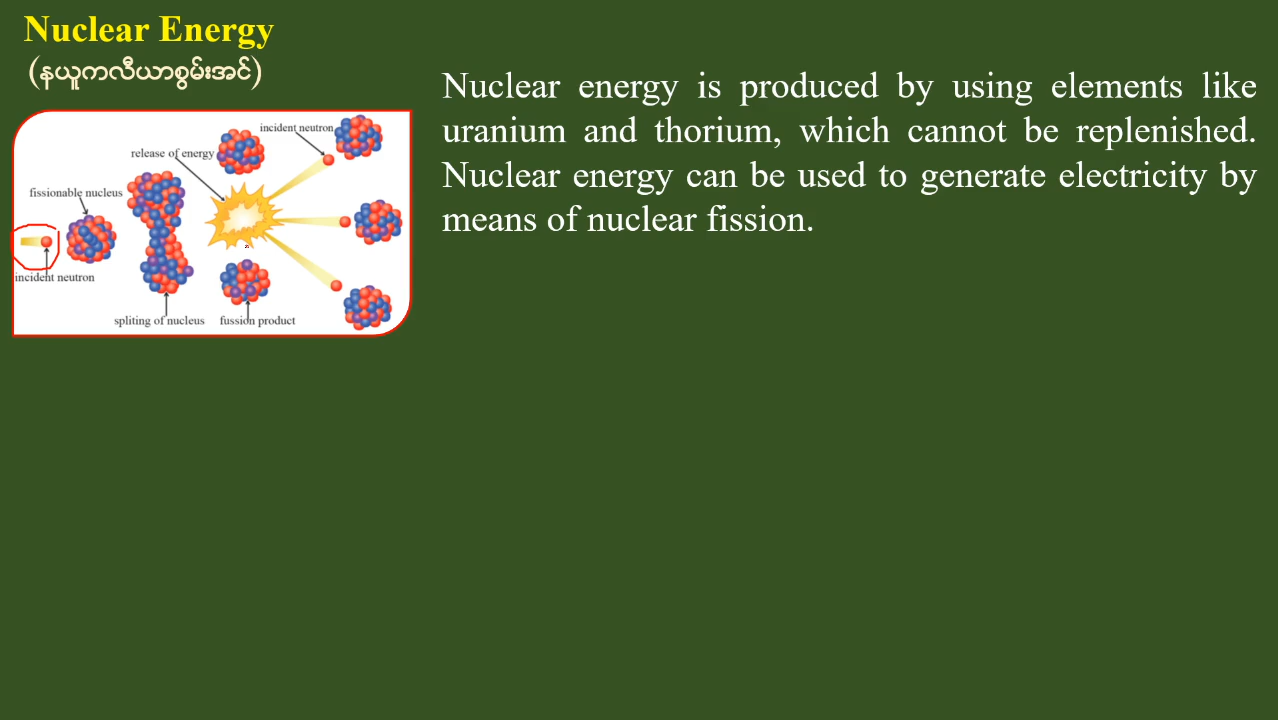 Nuclear Energy
(နယူကလီယာစွမ်းအင်)
Nuclear energy is produced by using elements like
uranium and thorium, which cannot be replenished.
Nuclear energy can be used to generate electricity by
means of nuclear fission.
incident neutron
release of energy
fissionable nucleus
incident neutron
spliting of nucleus
fussion product